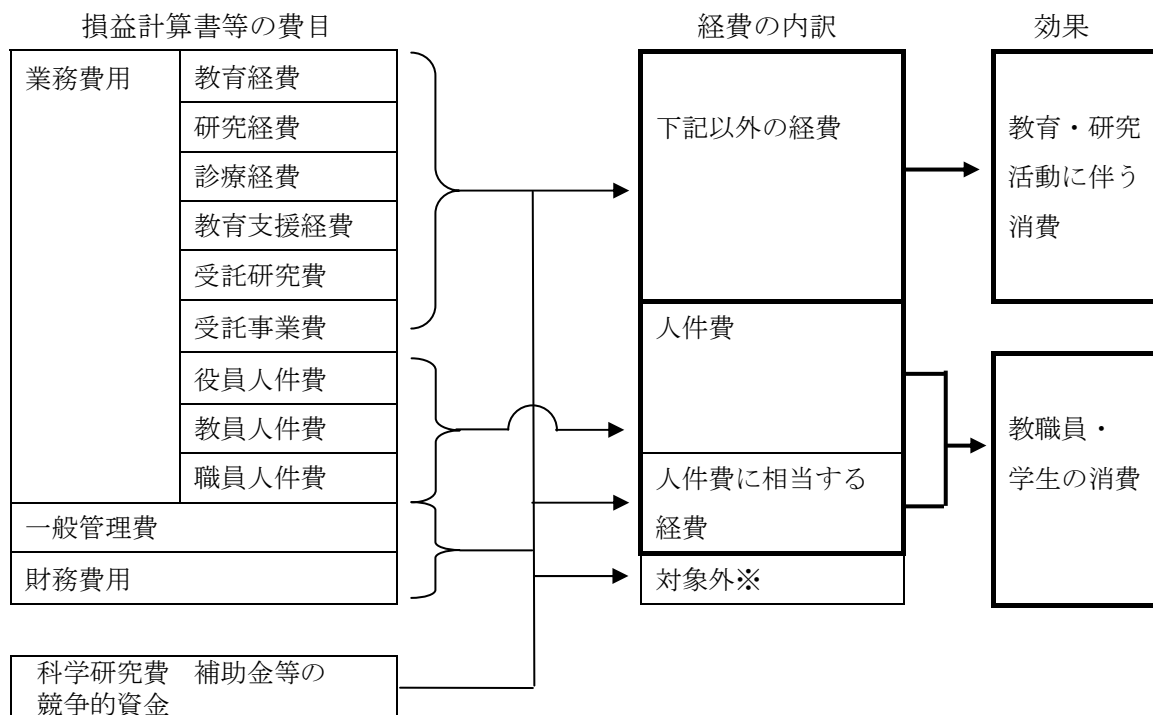 損益計算書等の費目
経費の内訳
効果
業務費用
教育経費
研究経費
診療経費
教育支援経費
受託研究費
受託事業費
役員人件費
教員人件費
職員人件費
一般管理費
財務費用
科学研究費 補助金等の
競争的資金
下記以外の経費
人件費
人件費に相当する
経費
対象外※
教育・研究
活動に伴う
消費
教職員・
学生の消費